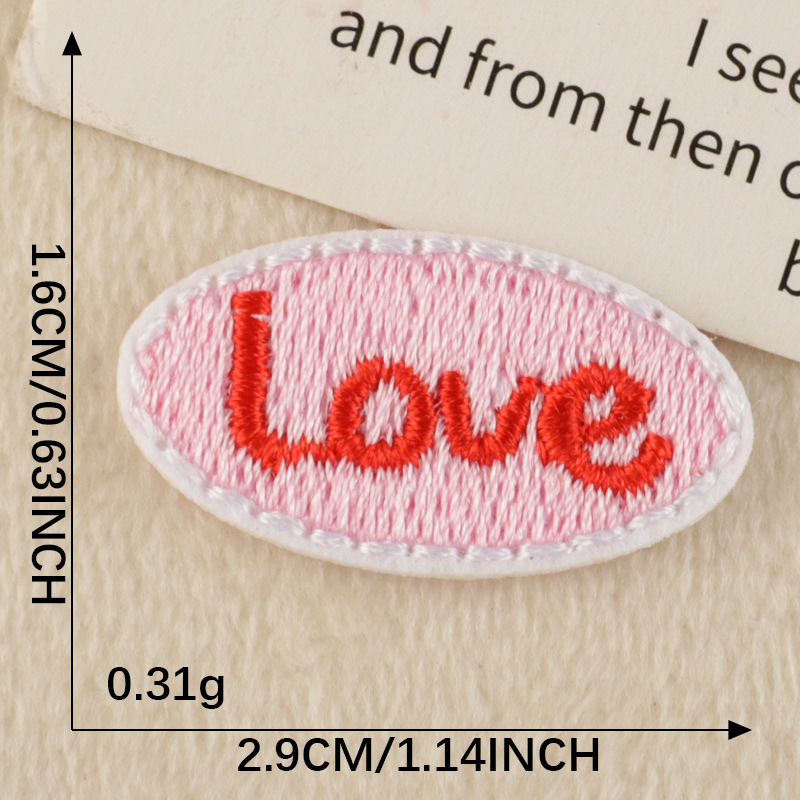 I see
and from then
Love
1.6CM/0.63INCH
0.31g
2.9CM/1.14INCH